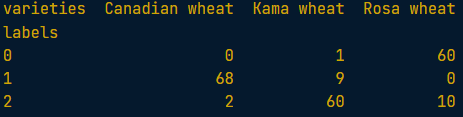 varieties  Canadian wheat  Kama wheat  Rosa wheat
labels
0                       0           1          60
1                      68           9           0
2                       2          60          10